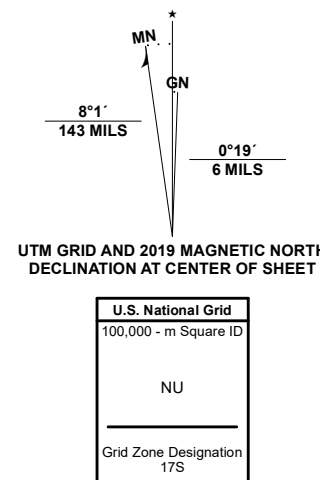 ★
MN
GN
8°1´
143 MILS
0°19´
6 MILS
UTM GRID AND 2019 MAGNETIC NORTH
DECLINATION AT CENTER OF SHEET
U.S. National Grid
100,000 - m Square ID
NU
Grid Zone Designation
17S